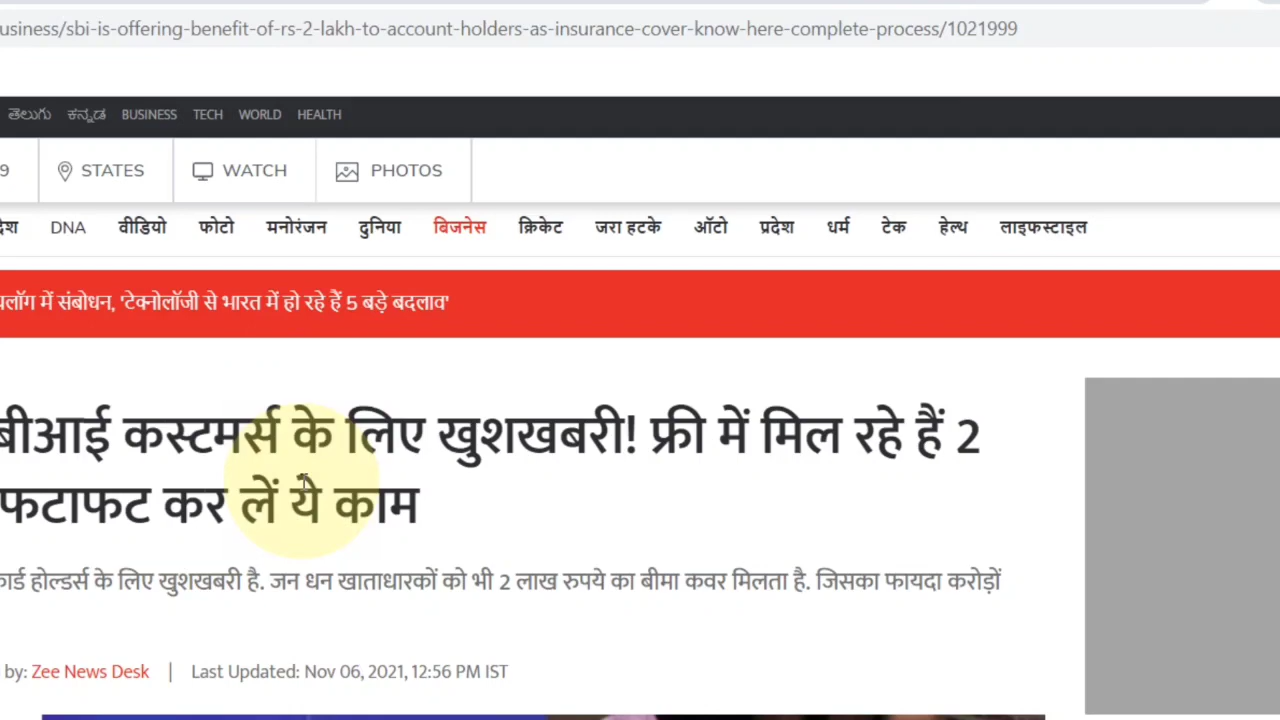 usiness/sbi-is-offering-benefit-of-rs-2-lakh-to-account-holders-as-insurance-cover-know-here-complete-process/1021999
తెలుగు ಕನ್ನಡ BUSINESS TECH WORLD HEALTH
9 STATES WATCH PHOTOS
देश DNA वीडियो फोटो मनोरंजन दुनिया बिजनेस क्रिकेट जरा हटके ऑटो प्रदेश धर्म टेक हेल्थ लाइफस्टाइल
यलॉग में संबोधन, 'टेक्नोलॉजी से भारत में हो रहे हैं 5 बड़े बदलाव'
बीआई कस्टमर्स के लिए खुशखबरी! फ्री में मिल रहे हैं 2
फटाफट कर लें ये काम
कार्ड होल्डर्स के लिए खुशखबरी है. जन धन खाताधारकों को भी 2 लाख रुपये का बीमा कवर मिलता है. जिसका फायदा करोड़ों
by: Zee News Desk | Last Updated: Nov 06, 2021, 12:56 PM IST